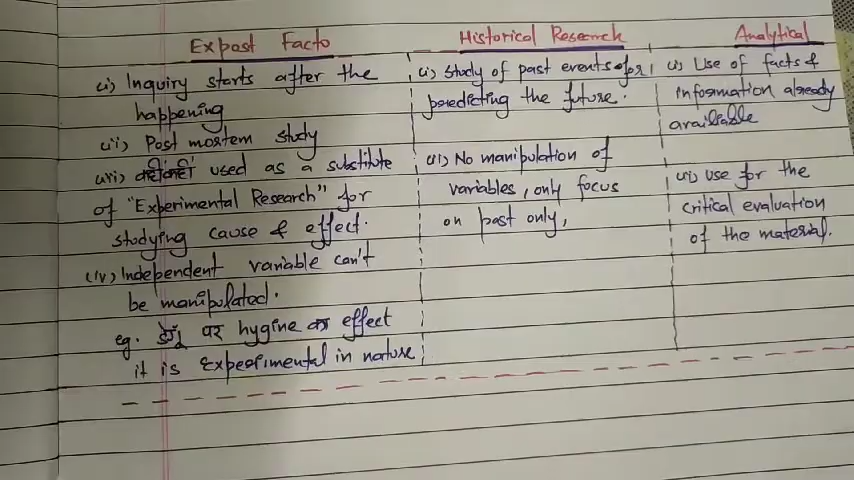 Expost Facto
(i) Inquiry starts after the
happening
(ii) Post mortem study
(iii) used as a substitute
of "Experimental Research" for
studying cause & effect.
(iv) Independent variable can't
be manipulated.
eg. डेंगू पर hygine का effect
it is experimental in nature
Historical Research
(i) Study of past events for
predicting the future.
(ii) No manipulation of
variables, only focus
on past only,
Analytical
(i) Use of facts &
information already
available
(ii) use for the
critical evaluation
of the material.